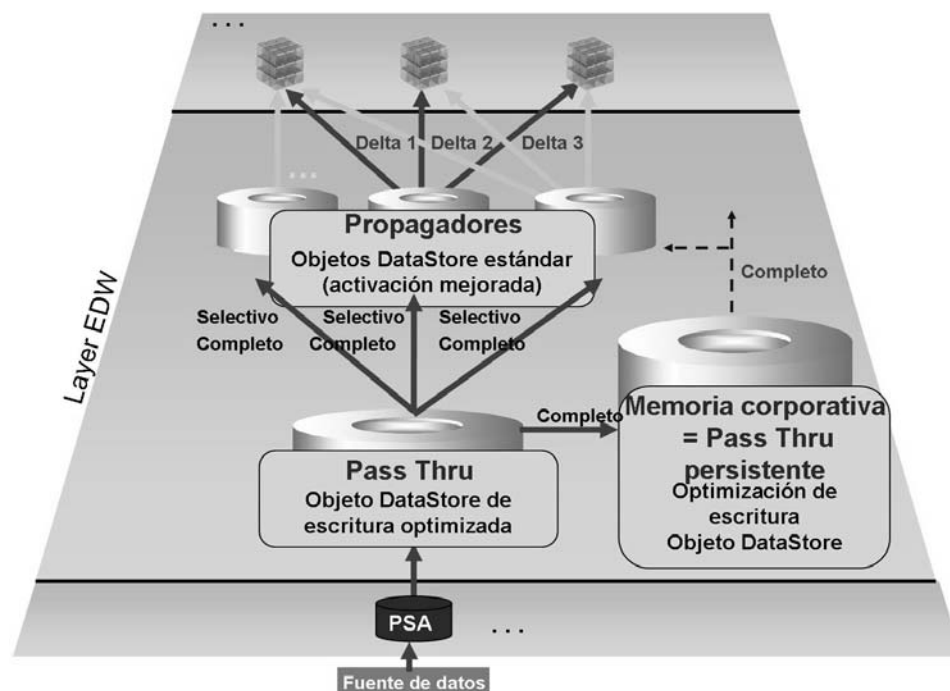 ...
Delta 1 Delta 2 Delta 3
...
Propagadores
Objetos DataStore estándar
(activación mejorada)
Completo
Selectivo Selectivo Selectivo
Completo Completo Completo
Layer EDW
Completo
Memoria corporativa
= Pass Thru
persistente
Optimización de
escritura
Objeto DataStore
Pass Thru
Objeto DataStore de
escritura optimizada
PSA
...
Fuente de datos